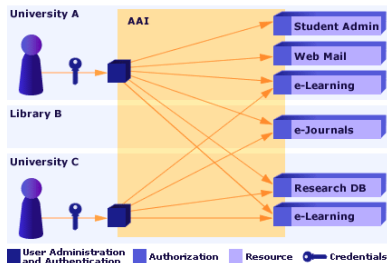 University A
AAI
Student Admin
Web Mail
e-Learning
Library B
e-Journals
University C
Research DB
e-Learning
User Administration
and Authentication
Authorization
Resource
Credentials